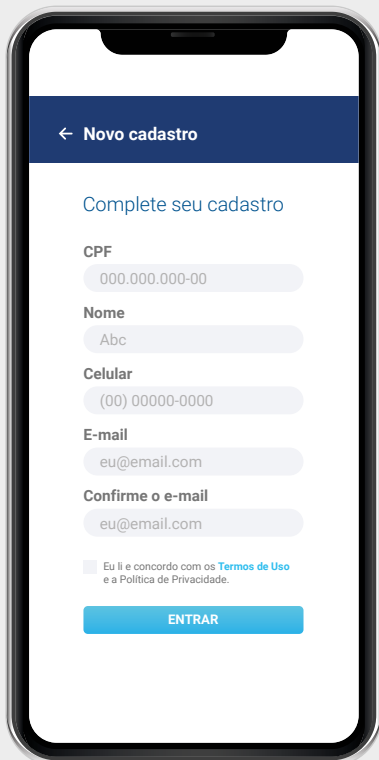 Novo cadastro
Complete seu cadastro
CPF
000.000.000-00
Nome
Abc
Celular
(00) 00000-0000
E-mail
eu@email.com
Confirme o e-mail
eu@email.com
Eu li e concordo com os Termos de Uso
e a Política de Privacidade.
ENTRAR